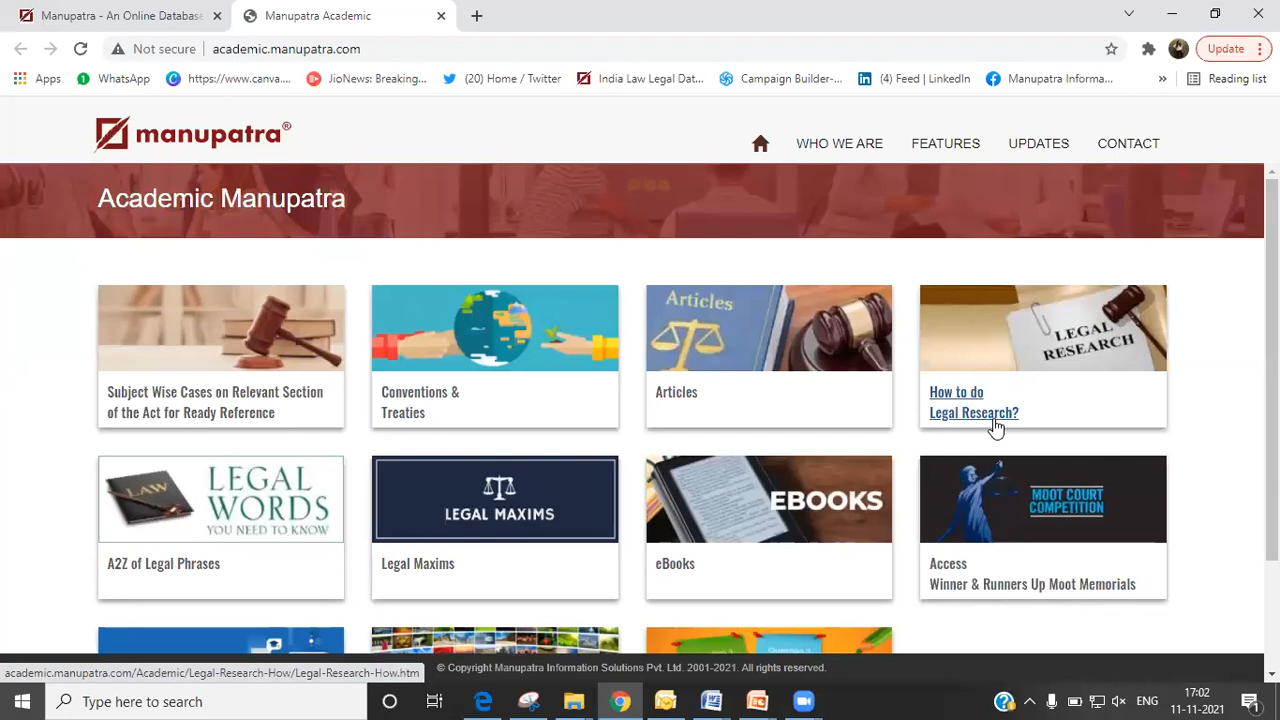 Manupatra - An Online Database
Manupatra Academic
Not secure
academic.manupatra.com
Update
Apps
WhatsApp
https://www.canva....
JioNews: Breaking...
(20) Home / Twitter
India Law Legal Dat...
Campaign Builder-...
(4) Feed | LinkedIn
Manupatra Informa...
»
Reading list
manupatra®
WHO WE ARE
FEATURES
UPDATES
CONTACT
Academic Manupatra
Articles
LEGAL
RESEARCH
Subject Wise Cases on Relevant Section
of the Act for Ready Reference
Conventions &
Treaties
Articles
How to do
Legal Research?
LAW
LEGAL
WORDS
YOU NEED TO KNOW
LEGAL MAXIMS
EBOOKS
MOOT COURT
COMPETITION
A2Z of Legal Phrases
Legal Maxims
eBooks
Access
Winner & Runners Up Moot Memorials
academic.manupatra.com/Academic/Legal-Research-How/Legal-Research-How.htm
© Copyright Manupatra Information Solutions Pvt. Ltd. 2001-2021. All rights reserved.
Type here to search
ENG
17:02
11-11-2021
1